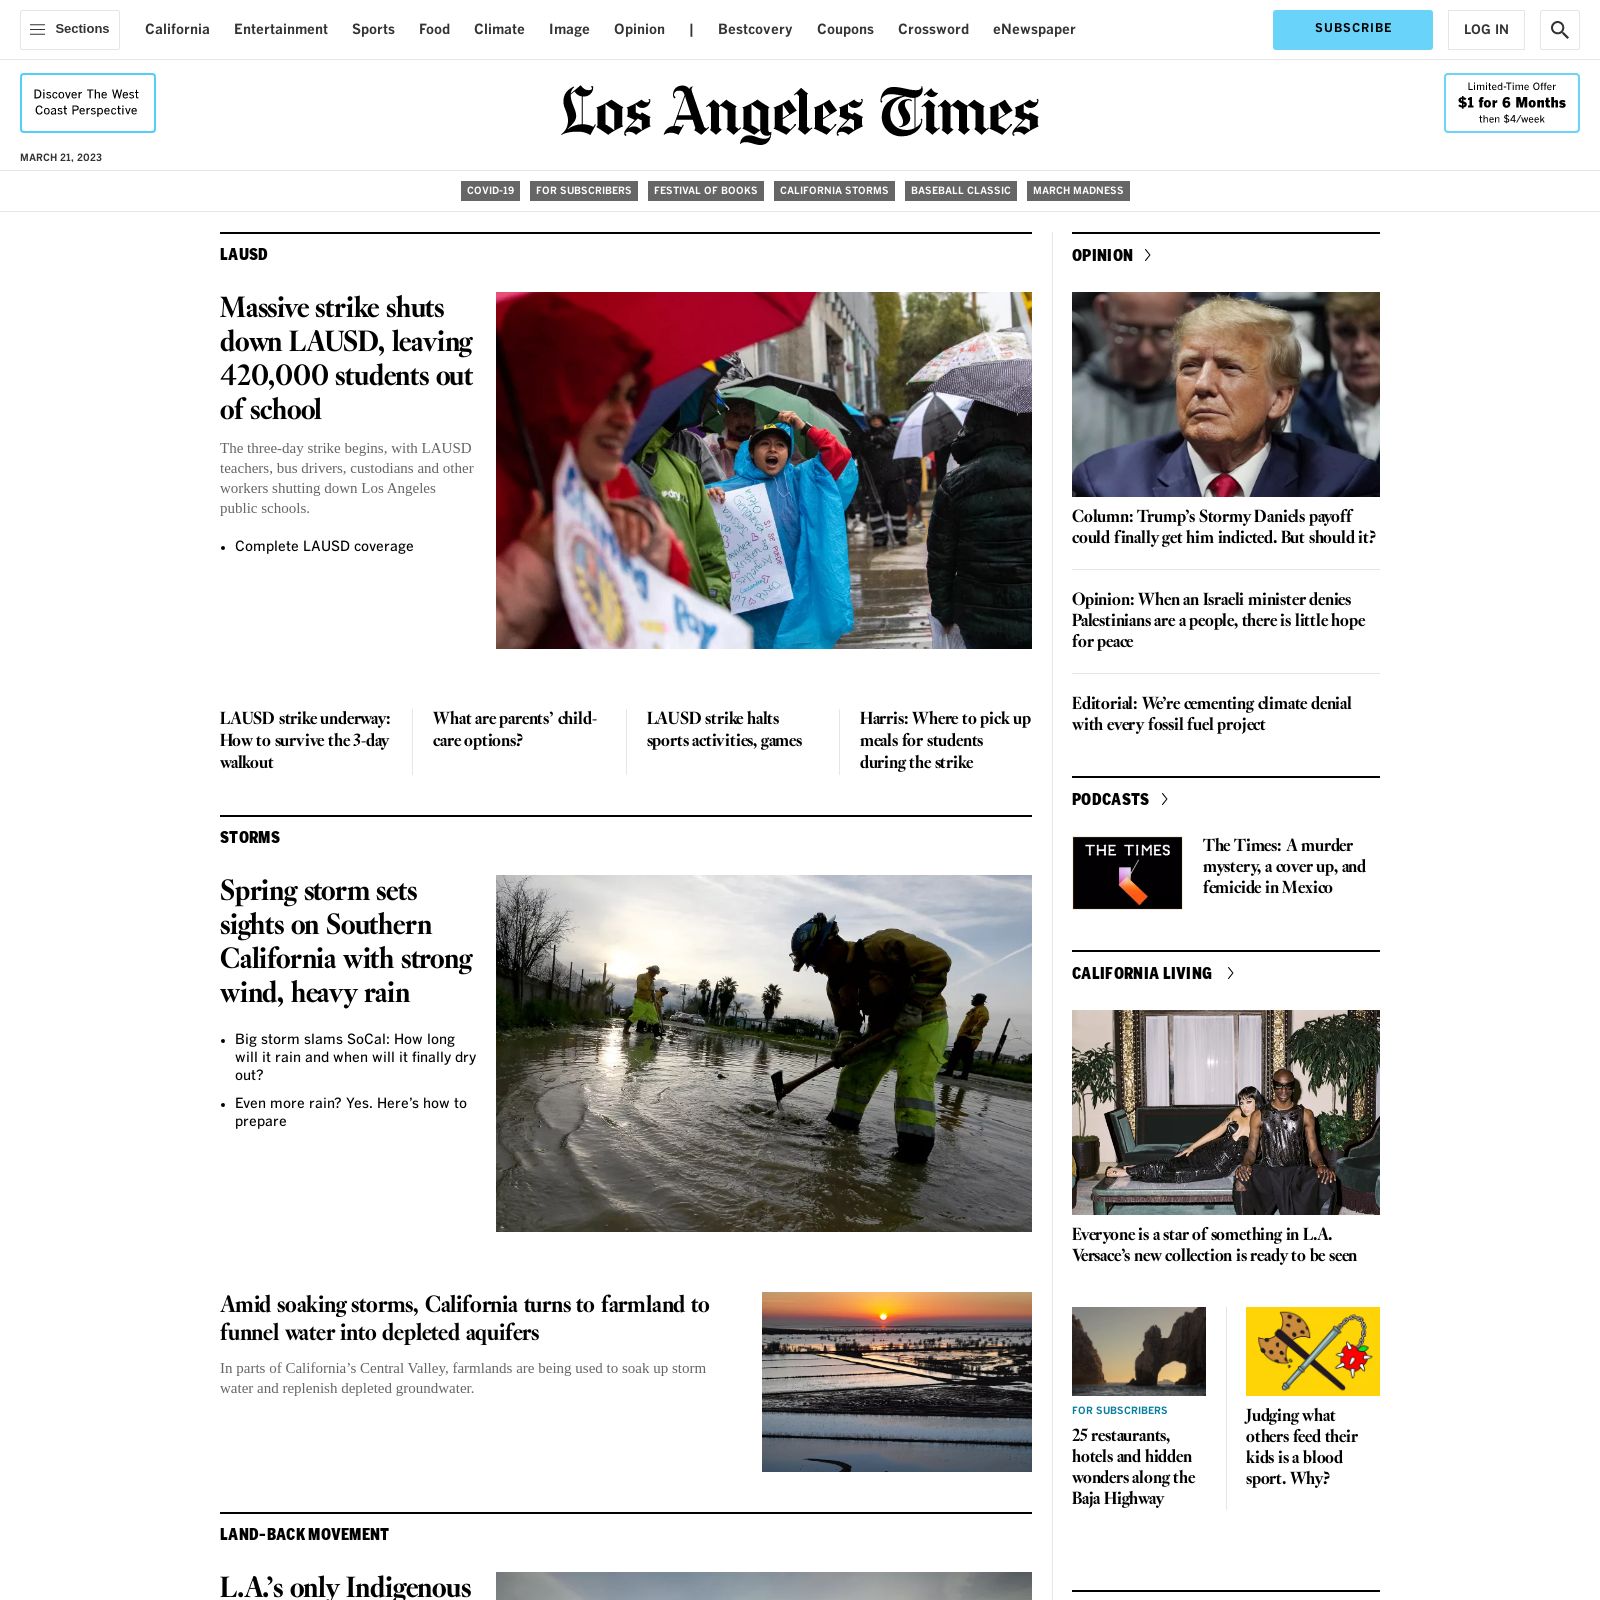 Sections
California
Entertainment
Sports
Food
Climate
Image
Opinion
|
Bestcovery
Coupons
Crossword
eNewspaper
SUBSCRIBE
LOG IN
Discover The West
Coast Perspective
Los Angeles Times
Limited-Time Offer
$1 for 6 Months
then $4/week
MARCH 21, 2023
COVID-19
FOR SUBSCRIBERS
FESTIVAL OF BOOKS
CALIFORNIA STORMS
BASEBALL CLASSIC
MARCH MADNESS
LAUSD
Massive strike shuts
down LAUSD, leaving
420,000 students out
of school
The three-day strike begins, with LAUSD
teachers, bus drivers, custodians and other
workers shutting down Los Angeles
public schools.
• Complete LAUSD coverage
LAUSD strike underway:
How to survive the 3-day
walkout
What are parents’ child-
care options?
LAUSD strike halts
sports activities, games
Harris: Where to pick up
meals for students
during the strike
STORMS
Spring storm sets
sights on Southern
California with strong
wind, heavy rain
• Big storm slams SoCal: How long
will it rain and when will it finally dry
out?
• Even more rain? Yes. Here’s how to
prepare
Amid soaking storms, California turns to farmland to
funnel water into depleted aquifers
In parts of California’s Central Valley, farmlands are being used to soak up storm
water and replenish depleted groundwater.
LAND-BACK MOVEMENT
L.A.’s only Indigenous
OPINION
Column: Trump’s Stormy Daniels payoff
could finally get him indicted. But should it?
Opinion: When an Israeli minister denies
Palestinians are a people, there is little hope
for peace
Editorial: We’re cementing climate denial
with every fossil fuel project
PODCASTS
THE TIMES
The Times: A murder
mystery, a cover up, and
femicide in Mexico
CALIFORNIA LIVING
Everyone is a star of something in L.A.
Versace’s new collection is ready to be seen
FOR SUBSCRIBERS
25 restaurants,
hotels and hidden
wonders along the
Baja Highway
Judging what
others feed their
kids is a blood
sport. Why?